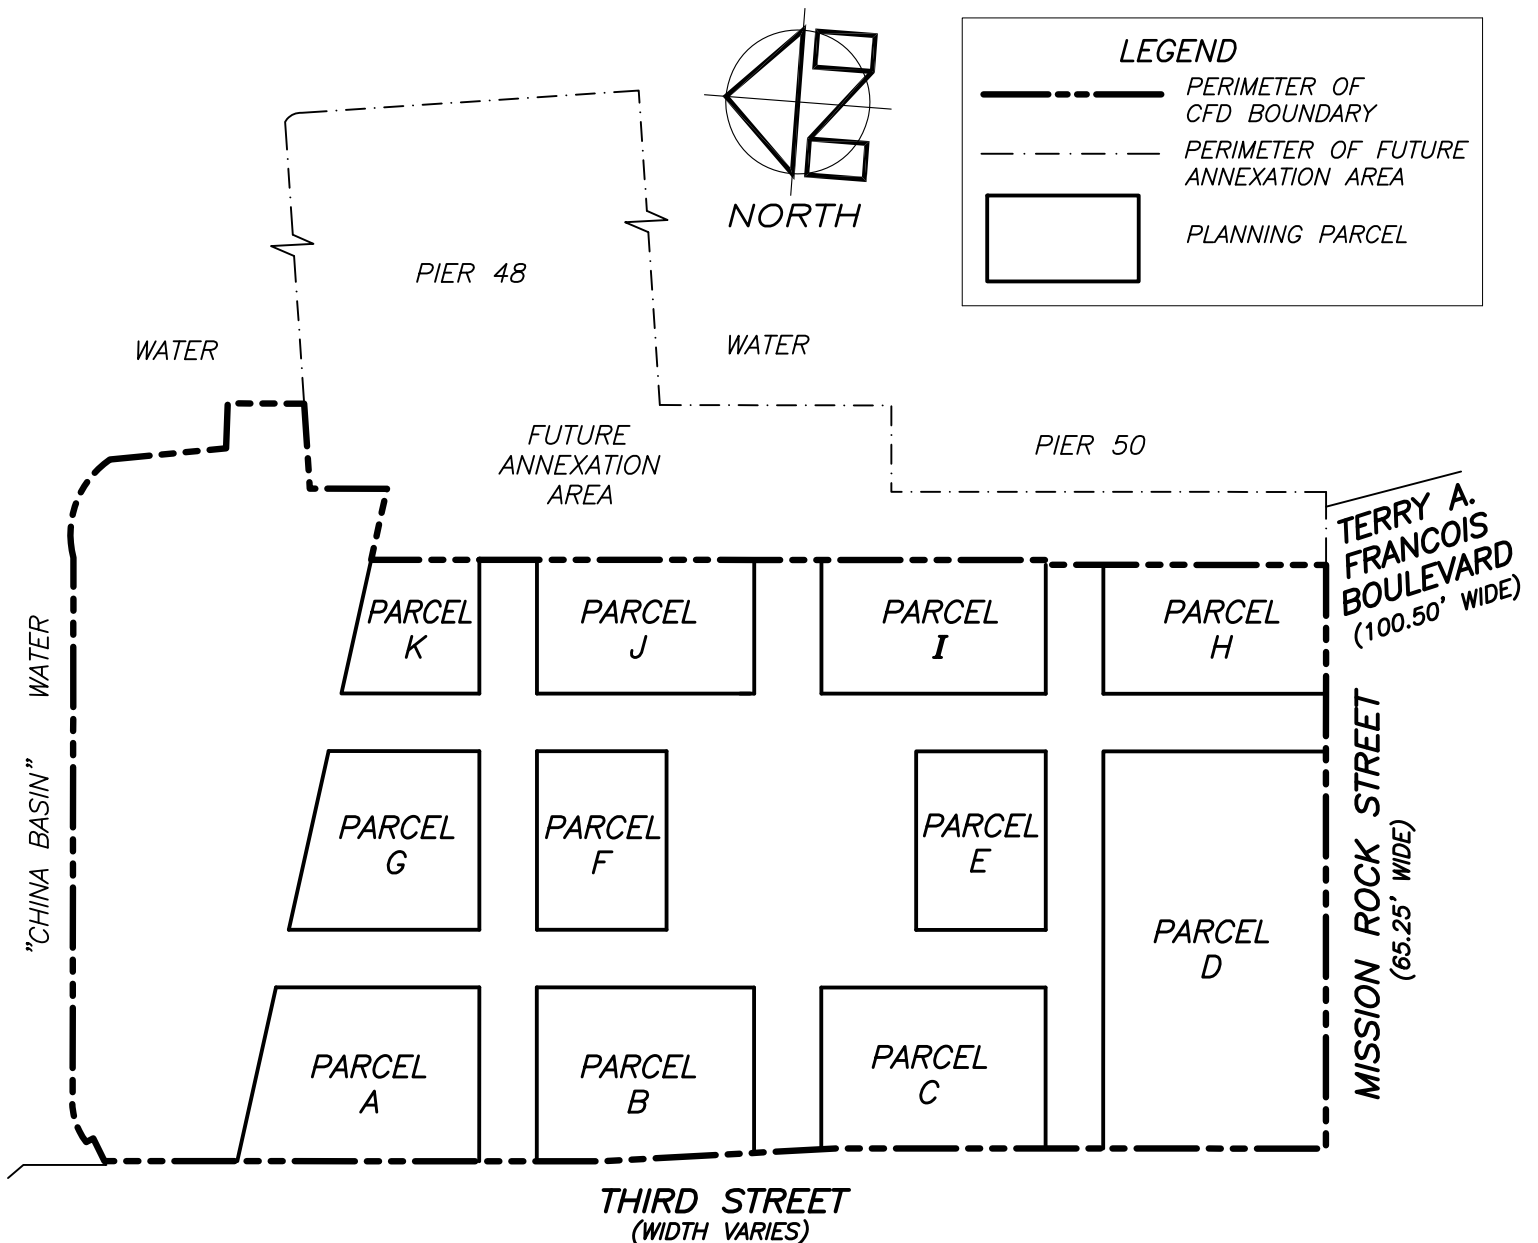 LEGEND
PERIMETER OF
CFD BOUNDARY
PERIMETER OF FUTURE
ANNEXATION AREA
PLANNING PARCEL
NORTH
PIER 48
WATER
WATER
FUTURE
ANNEXATION
AREA
PIER 50
TERRY A.
FRANCOIS
BOULEVARD
(100.50' WIDE)
WATER
"CHINA BASIN"
PARCEL
K
PARCEL
J
PARCEL
I
PARCEL
H
PARCEL
G
PARCEL
F
PARCEL
E
PARCEL
D
PARCEL
A
PARCEL
B
PARCEL
C
MISSION ROCK STREET
(65.25' WIDE)
THIRD STREET
(WIDTH VARIES)